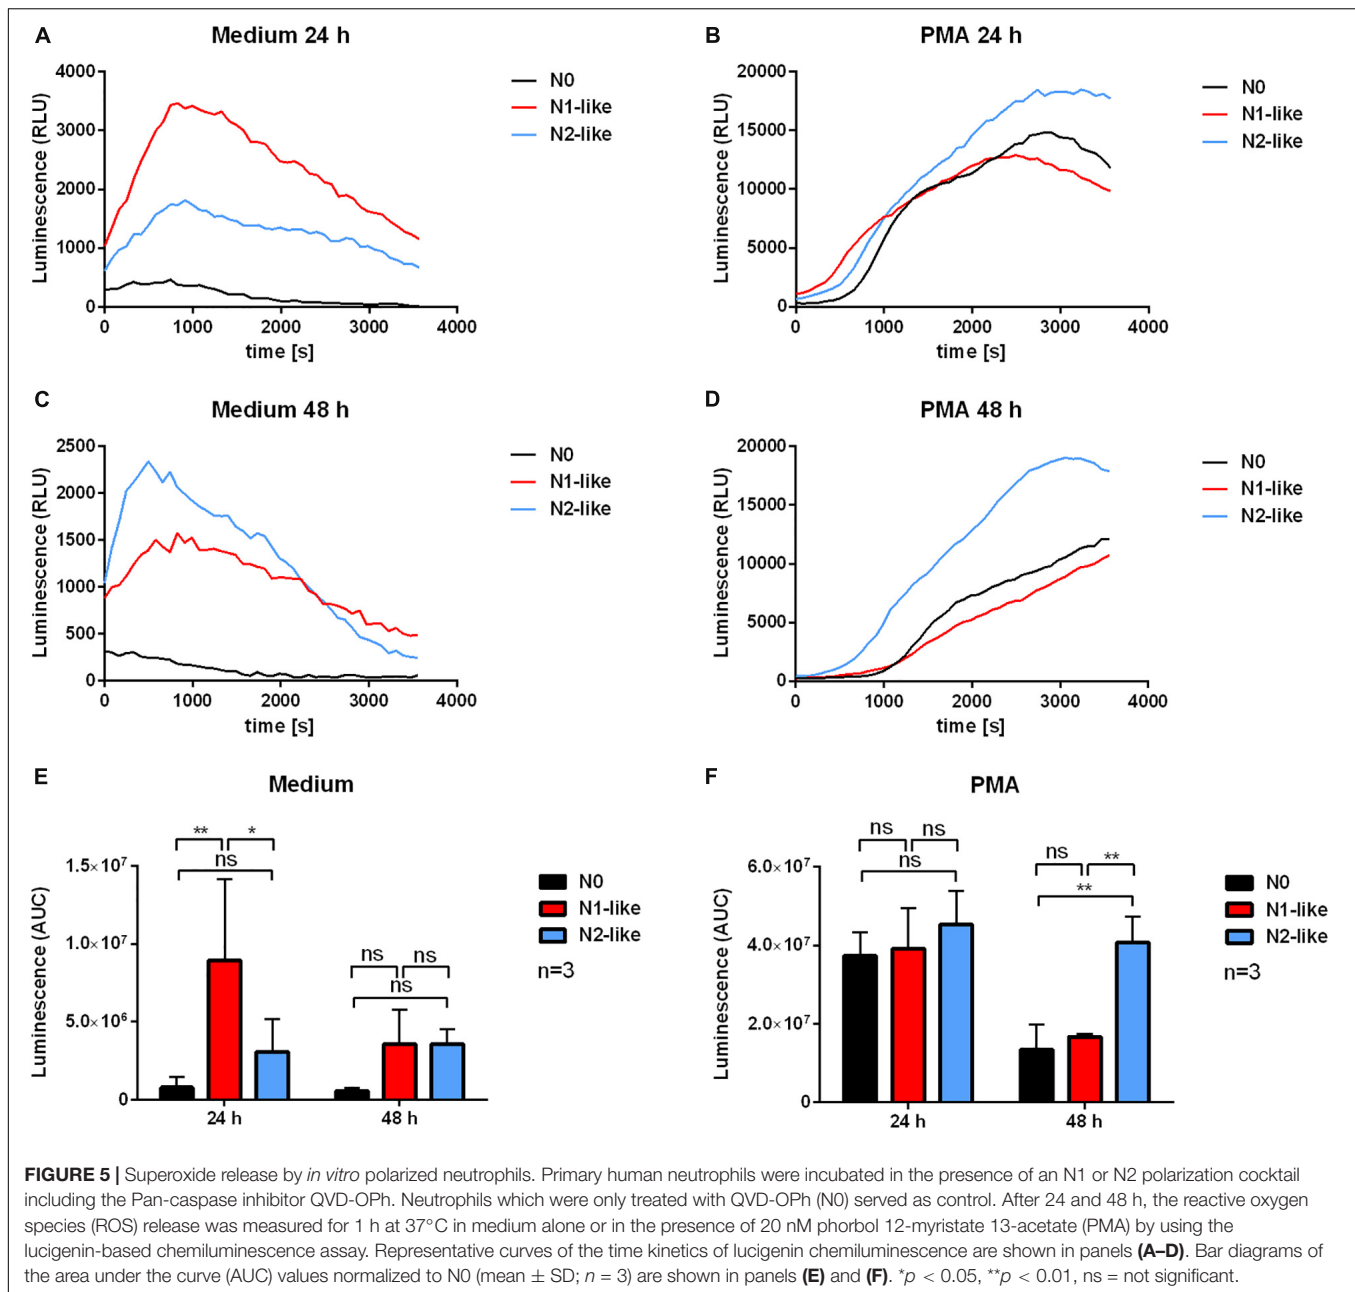 A
Medium 24 h
Luminescence (RLU)
4000
3000
2000
1000
0
0 1000 2000 3000 4000
time [s]
N0
N1-like
N2-like
B
PMA 24 h
Luminescence (RLU)
20000
15000
10000
5000
0
0 1000 2000 3000 4000
time [s]
N0
N1-like
N2-like
C
Medium 48 h
Luminescence (RLU)
2500
2000
1500
1000
500
0
0 1000 2000 3000 4000
time [s]
N0
N1-like
N2-like
D
PMA 48 h
Luminescence (RLU)
20000
15000
10000
5000
0
0 1000 2000 3000 4000
time [s]
N0
N1-like
N2-like
E
Medium
Luminescence (AUC)
1.5×10⁷
1.0×10⁷
5.0×10⁶
0
** *
ns
ns ns
ns
24 h 48 h
N0
N1-like
N2-like
n=3
F
PMA
Luminescence (AUC)
6.0×10⁷
4.0×10⁷
2.0×10⁷
0
ns ns
ns
ns **
**
24 h 48 h
N0
N1-like
N2-like
n=3
FIGURE 5 | Superoxide release by in vitro polarized neutrophils. Primary human neutrophils were incubated in the presence of an N1 or N2 polarization cocktail
including the Pan-caspase inhibitor QVD-OPh. Neutrophils which were only treated with QVD-OPh (N0) served as control. After 24 and 48 h, the reactive oxygen
species (ROS) release was measured for 1 h at 37°C in medium alone or in the presence of 20 nM phorbol 12-myristate 13-acetate (PMA) by using the
lucigenin-based chemiluminescence assay. Representative curves of the time kinetics of lucigenin chemiluminescence are shown in panels (A–D). Bar diagrams of
the area under the curve (AUC) values normalized to N0 (mean ± SD; n = 3) are shown in panels (E) and (F). *p < 0.05, **p < 0.01, ns = not significant.